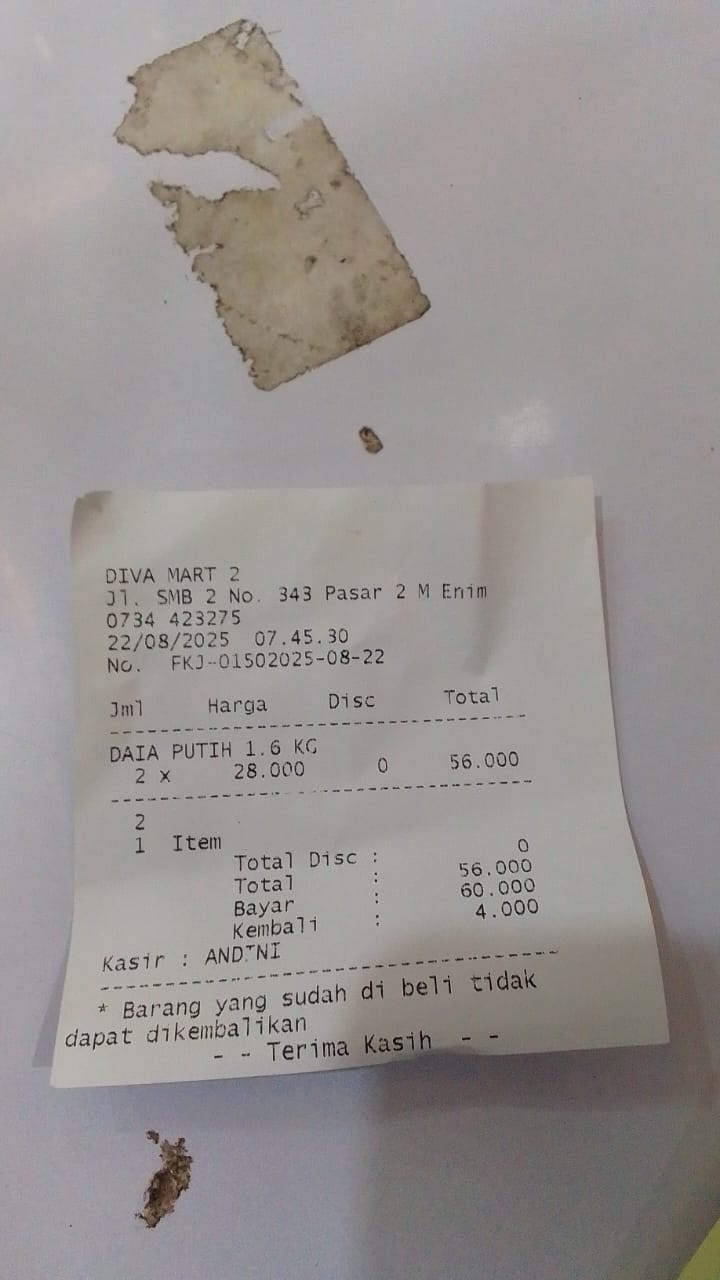 DIVA MART 2
Jl. SMB 2 No. 343 Pasar 2 M Enim
0734 423275
22/08/2025 07.45.30
No. FKJ-01502025-08-22
Jml Harga Disc Total
DAIA PUTIH 1.6 KG
2 x 28.000 0 56.000
2
1 Item
Total Disc : 0
Total : 56.000
Bayar : 60.000
Kembali : 4.000
Kasir : ANDINI
* Barang yang sudah di beli tidak
dapat dikembalikan
- - Terima Kasih - -